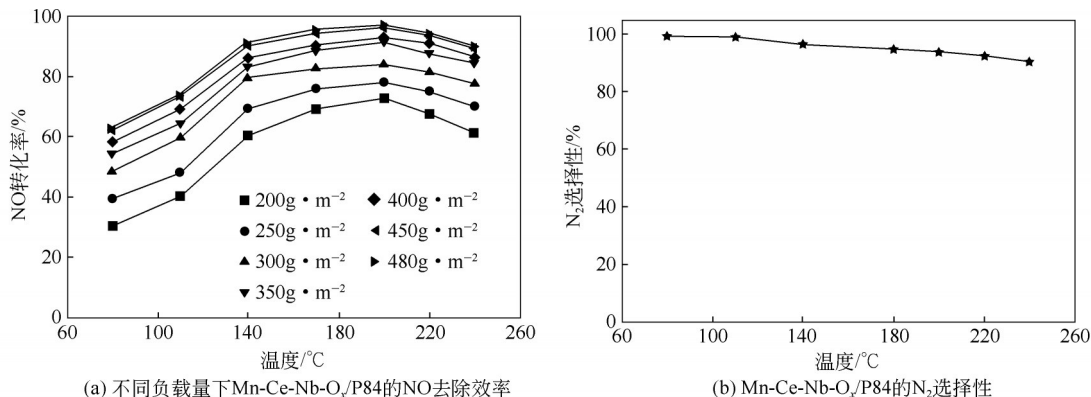 100
80
60
40
20
0
NO转化率/%
200g・m⁻²
250g・m⁻²
300g・m⁻²
350g・m⁻²
400g・m⁻²
450g・m⁻²
480g・m⁻²
60 100 140 180 220 260
温度/℃
(a) 不同负载量下Mn-Ce-Nb-Oₓ/P84的NO去除效率
100
80
60
40
20
0
N₂选择性/%
60 100 140 180 220 260
温度/℃
(b) Mn-Ce-Nb-Oₓ/P84的N₂选择性